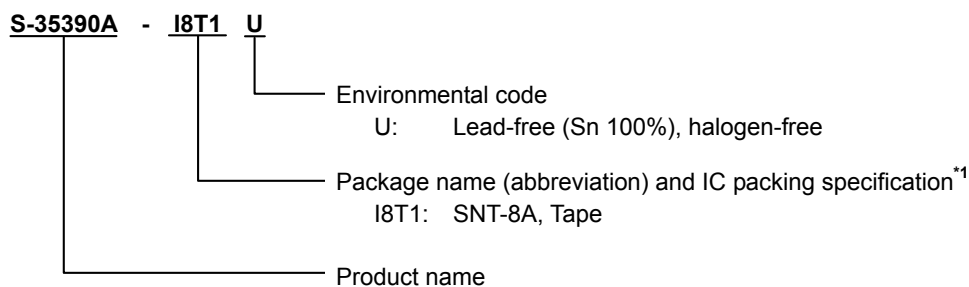 S-35390A - I8T1 U
Environmental code
U: Lead-free (Sn 100%), halogen-free
Package name (abbreviation) and IC packing specification*1
I8T1: SNT-8A, Tape
Product name